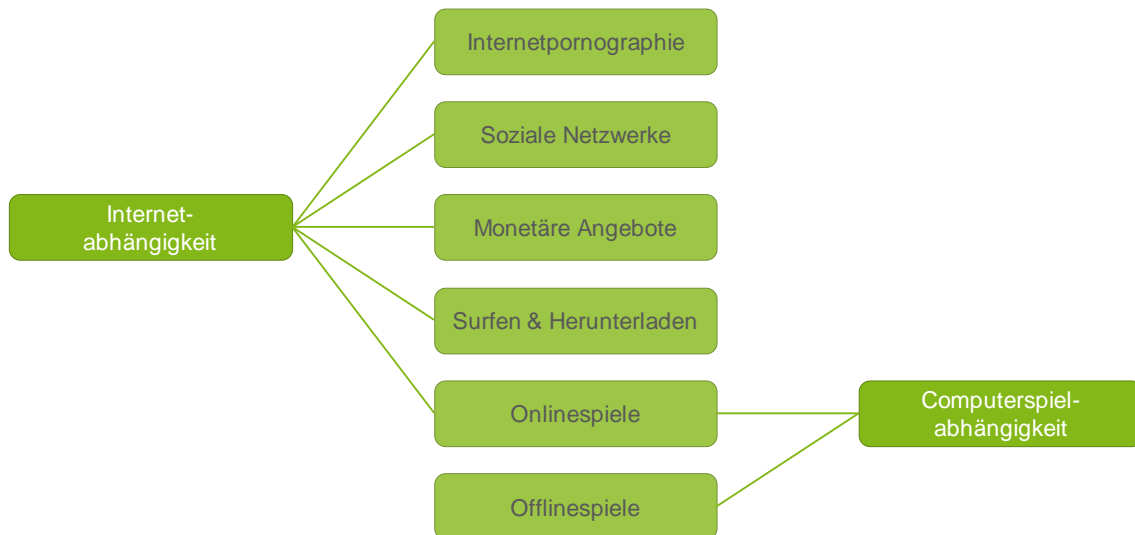 Internetpornographie
Soziale Netzwerke
Internet-
abhängigkeit
Monetäre Angebote
Surfen & Herunterladen
Onlinespiele
Computerspiel-
abhängigkeit
Offlinespiele